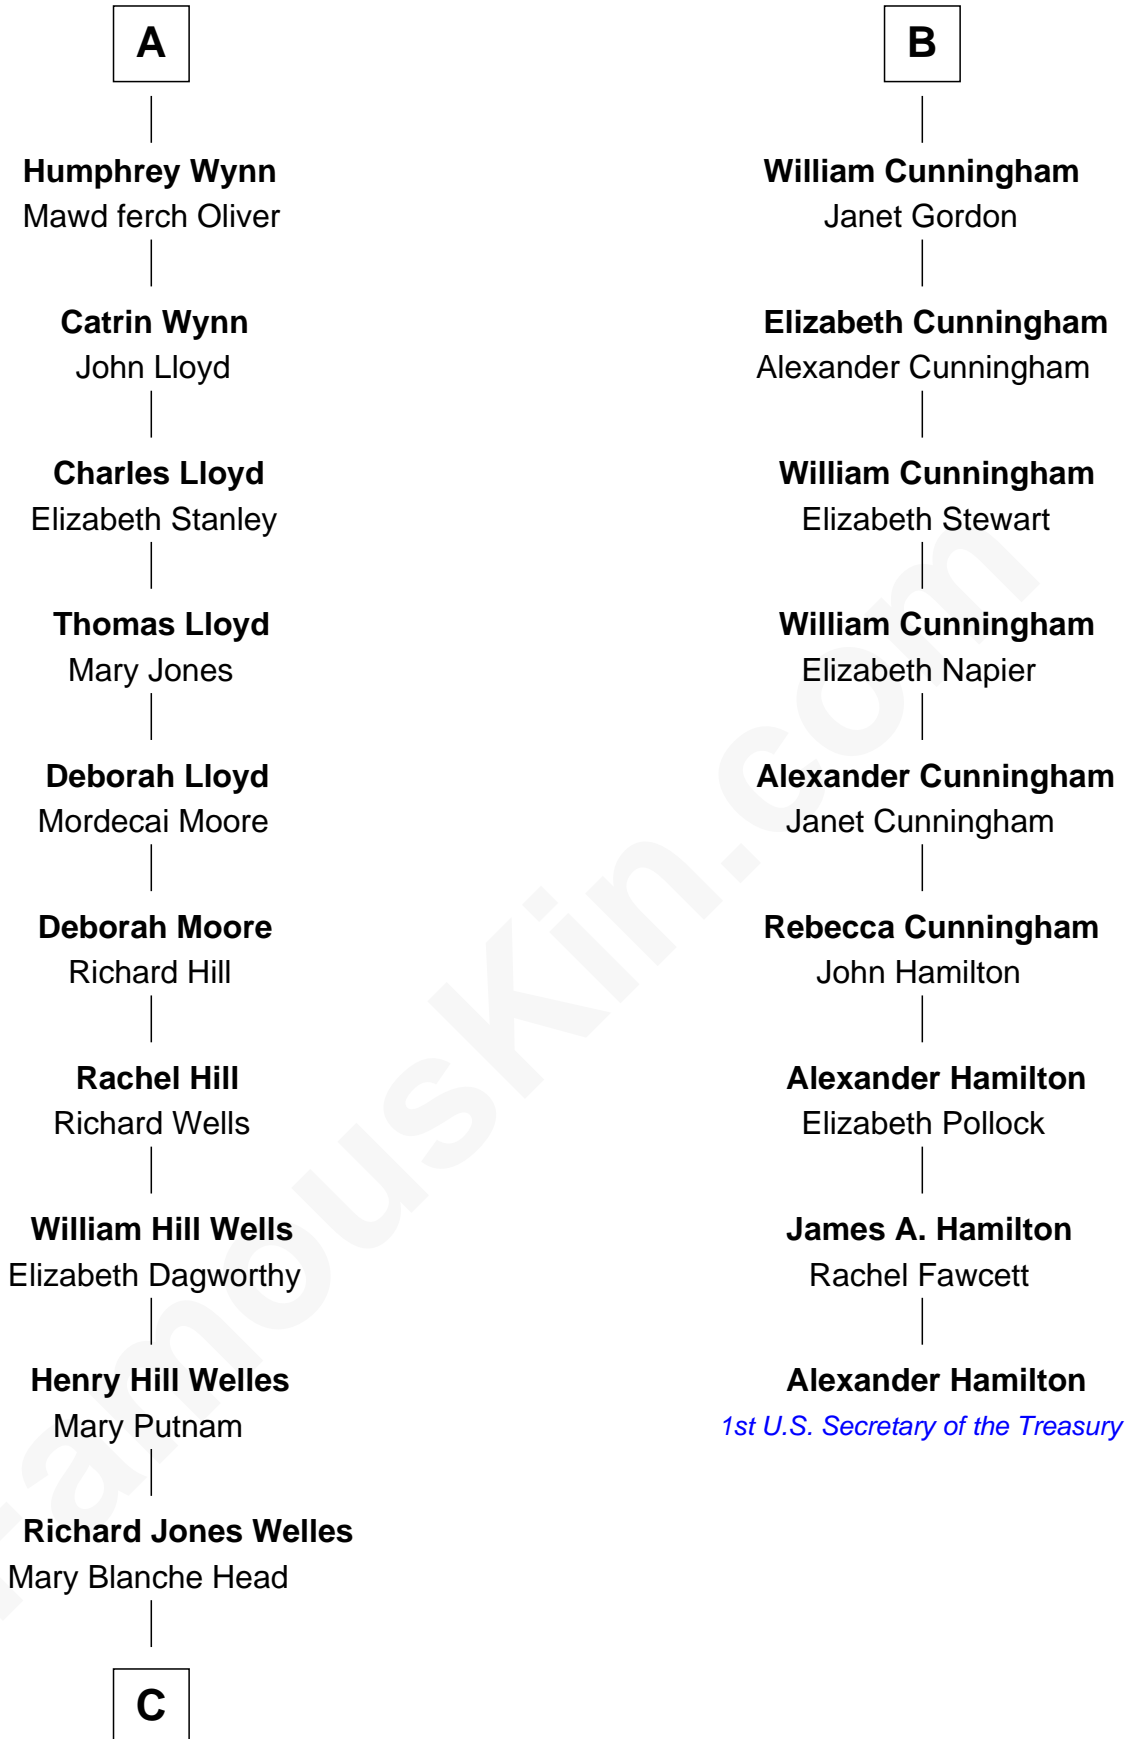 A
Humphrey Wynn
Mawd ferch Oliver
Catrin Wynn
John Lloyd
Charles Lloyd
Elizabeth Stanley
Thomas Lloyd
Mary Jones
Deborah Lloyd
Mordecai Moore
Deborah Moore
Richard Hill
Rachel Hill
Richard Wells
William Hill Wells
Elizabeth Dagworthy
Henry Hill Welles
Mary Putnam
Richard Jones Welles
Mary Blanche Head
C
B
William Cunningham
Janet Gordon
Elizabeth Cunningham
Alexander Cunningham
William Cunningham
Elizabeth Stewart
William Cunningham
Elizabeth Napier
Alexander Cunningham
Janet Cunningham
Rebecca Cunningham
John Hamilton
Alexander Hamilton
Elizabeth Pollock
James A. Hamilton
Rachel Fawcett
Alexander Hamilton
1st U.S. Secretary of the Treasury
FamousKin.com